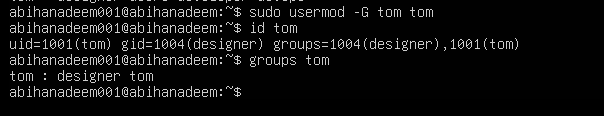 abihanadeem001@abihanadeem:~$ sudo usermod -G tom tom
abihanadeem001@abihanadeem:~$ id tom
uid=1001(tom) gid=1004(designer) groups=1004(designer),1001(tom)
abihanadeem001@abihanadeem:~$ groups tom
tom : designer tom
abihanadeem001@abihanadeem:~$